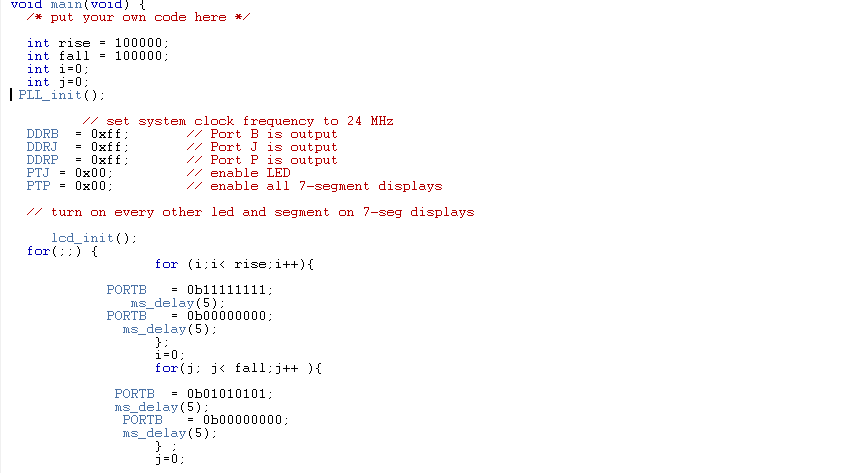 void main(void) {
/* put your own code here */
int rise = 100000;
int fall = 100000;
int i=0;
int j=0;
PLL_init();
// set system clock frequency to 24 MHz
DDRB = 0xff; // Port B is output
DDRJ = 0xff; // Port J is output
DDRP = 0xff; // Port P is output
PTJ = 0x00; // enable LED
PTP = 0x00; // enable all 7-segment displays
// turn on every other led and segment on 7-seg displays
lcd_init();
for(;;) {
for (i;i< rise;i++){
PORTB = 0b11111111;
ms_delay(5);
PORTB = 0b00000000;
ms_delay(5);
};
i=0;
for(j; j< fall;j++ ){
PORTB = 0b01010101;
ms_delay(5);
PORTB = 0b00000000;
ms_delay(5);
} ;
j=0;